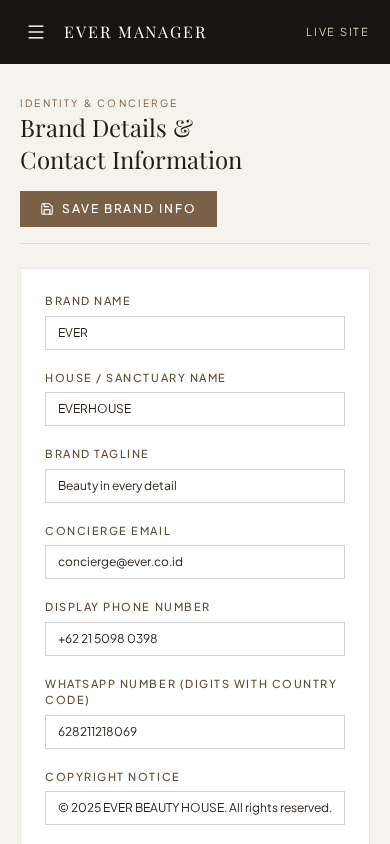 EVER MANAGER
LIVE SITE
IDENTITY & CONCIERGE
Brand Details &
Contact Information
SAVE BRAND INFO
BRAND NAME
EVER
HOUSE / SANCTUARY NAME
EVERHOUSE
BRAND TAGLINE
Beauty in every detail
CONCIERGE EMAIL
concierge@ever.co.id
DISPLAY PHONE NUMBER
+62 21 5098 0398
WHATSAPP NUMBER (DIGITS WITH COUNTRY
CODE)
628211218069
COPYRIGHT NOTICE
© 2025 EVER BEAUTY HOUSE. All rights reserved.